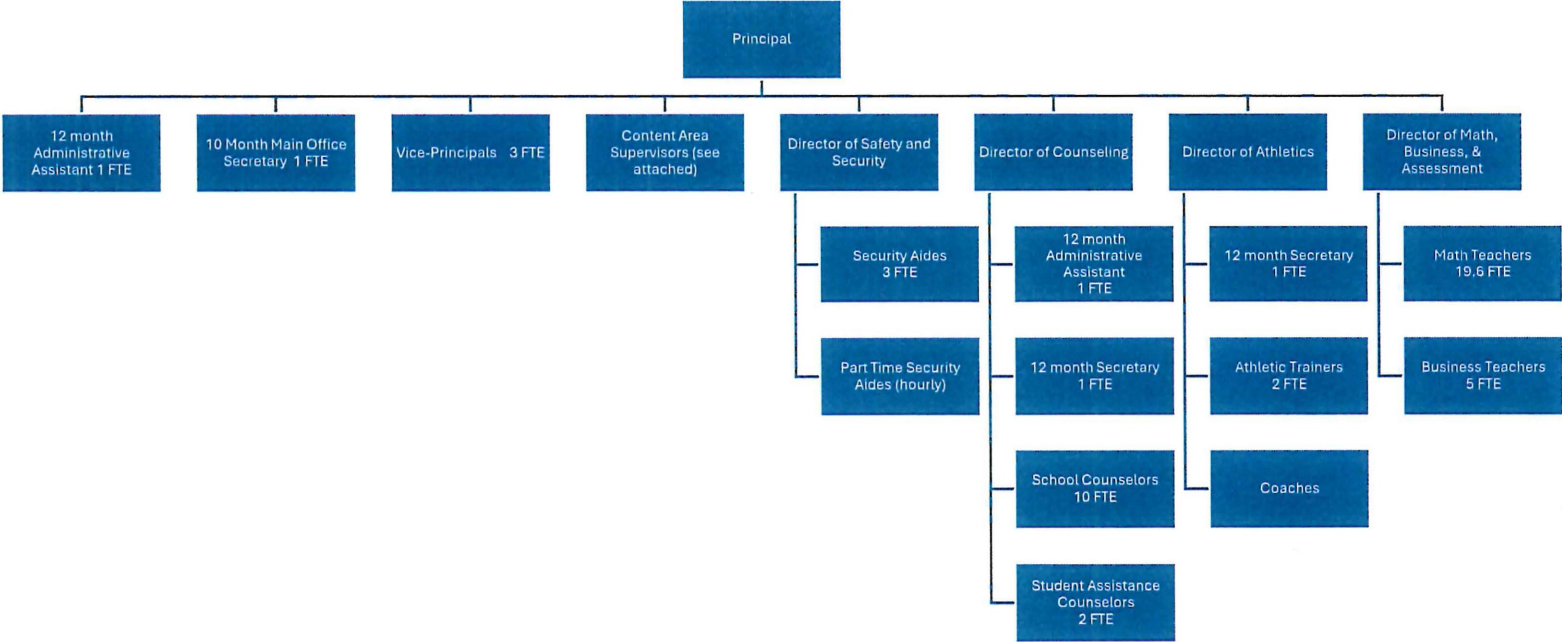 Principal
12 month
Administrative
Assistant 1 FTE
10 Month Main Office
Secretary 1 FTE
Vice-Principals 3 FTE
Content Area
Supervisors (see
attached)
Director of Safety and
Security
Director of Counseling
Director of Athletics
Director of Math,
Business, &
Assessment
Security Aides
3 FTE
Part Time Security
Aides (hourly)
12 month
Administrative
Assistant
1 FTE
12 month Secretary
1 FTE
School Counselors
10 FTE
Student Assistance
Counselors
2 FTE
12 month Secretary
1 FTE
Athletic Trainers
2 FTE
Coaches
Math Teachers
19.6 FTE
Business Teachers
5 FTE